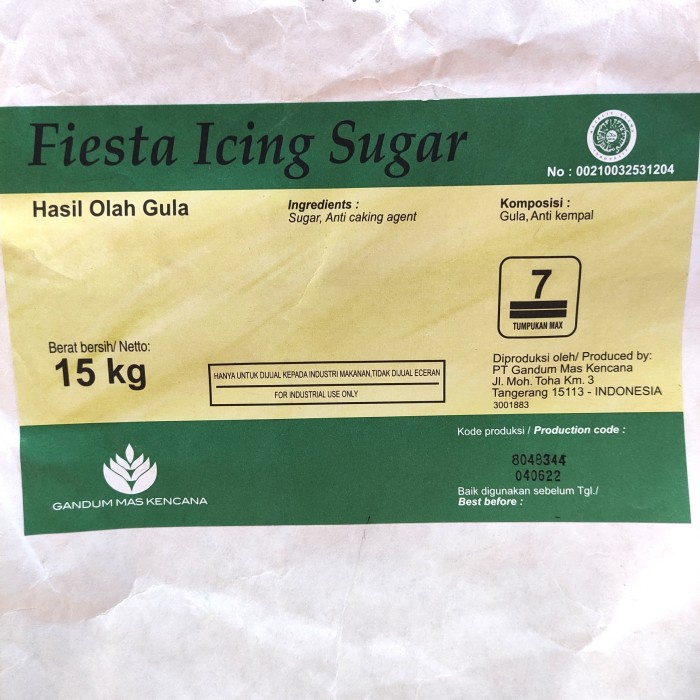 Fiesta Icing Sugar
No : 00210032531204
Hasil Olah Gula
Ingredients :
Sugar, Anti caking agent
Komposisi :
Gula, Anti kempal
7
TUMPUKAN MAX
Berat bersih/ Netto:
15 kg
HANYA UNTUK DIJUAL KEPADA INDUSTRI MAKANAN,TIDAK DIJUAL ECERAN
FOR INDUSTRIAL USE ONLY
Diproduksi oleh/ Produced by:
PT Gandum Mas Kencana
Jl. Moh. Toha Km. 3
Tangerang 15113 - INDONESIA
3001883
Kode produksi / Production code :
8048344
040622
Baik digunakan sebelum Tgl./
Best before :
GANDUM MAS KENCANA